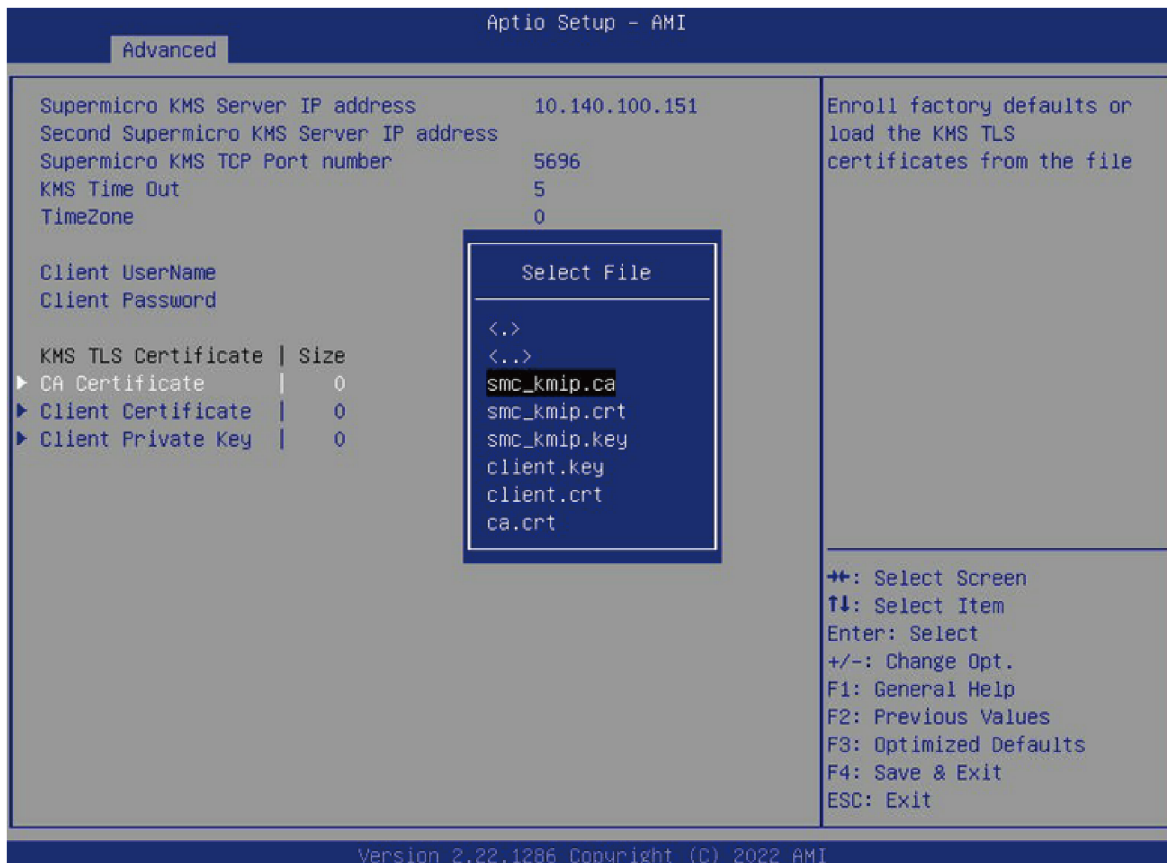 Aptio Setup - AMI
Advanced
Supermicro KMS Server IP address 10.140.100.151
Second Supermicro KMS Server IP address
Supermicro KMS TCP Port number 5696
KMS Time Out 5
TimeZone 0
Client UserName
Client Password
KMS TLS Certificate | Size
CA Certificate | 0
Client Certificate | 0
Client Private Key | 0
Select File
<.>
<..>
smc_kmip.ca
smc_kmip.crt
smc_kmip.key
client.key
client.crt
ca.crt
Enroll factory defaults or
load the KMS TLS
certificates from the file
→←: Select Screen
↑↓: Select Item
Enter: Select
+/-: Change Opt.
F1: General Help
F2: Previous Values
F3: Optimized Defaults
F4: Save & Exit
ESC: Exit
Version 2.22.1286 Copyright (C) 2022 AMI